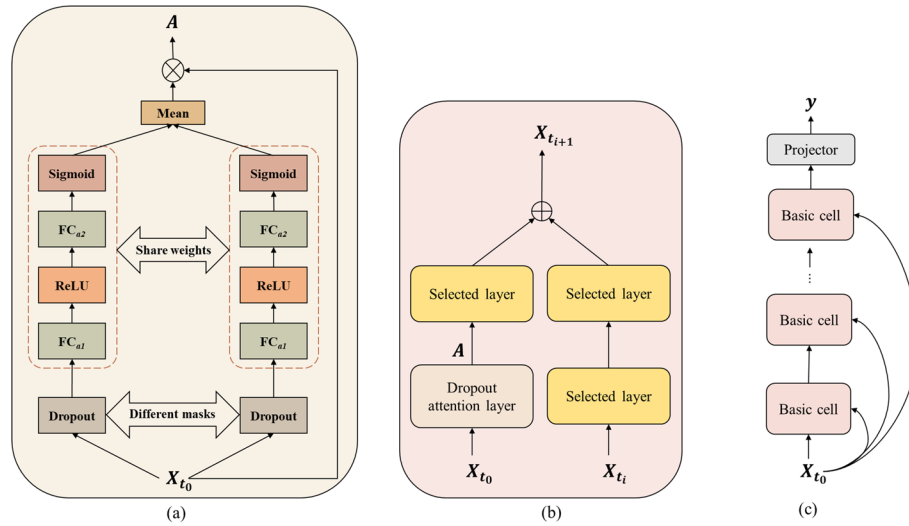 A
Mean
Sigmoid Sigmoid
FCa2 FCa2
Share weights
ReLU ReLU
FCa1 FCa1
Dropout Different masks Dropout
Xt0
(a)
Xti+1
Selected layer Selected layer
A
Dropout attention layer Selected layer
Xt0 Xti
(b)
y
Projector
Basic cell
...
Basic cell
Basic cell
Xt0
(c)